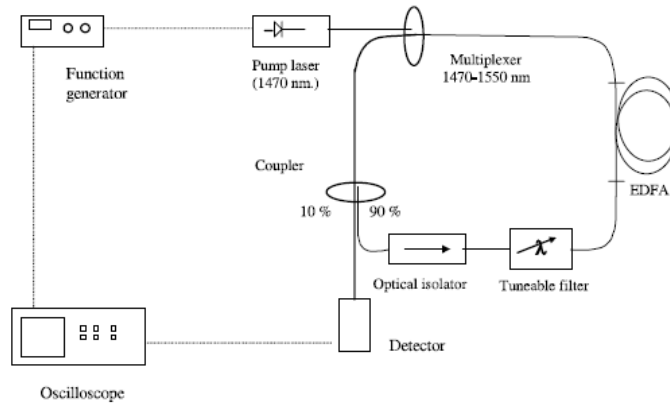 Function
generator
Pump laser
(1470 nm.)
Multiplexer
1470-1550 nm
EDFA
Coupler
10 %
90 %
λ
Optical isolator
Tuneable filter
Detector
Oscilloscope